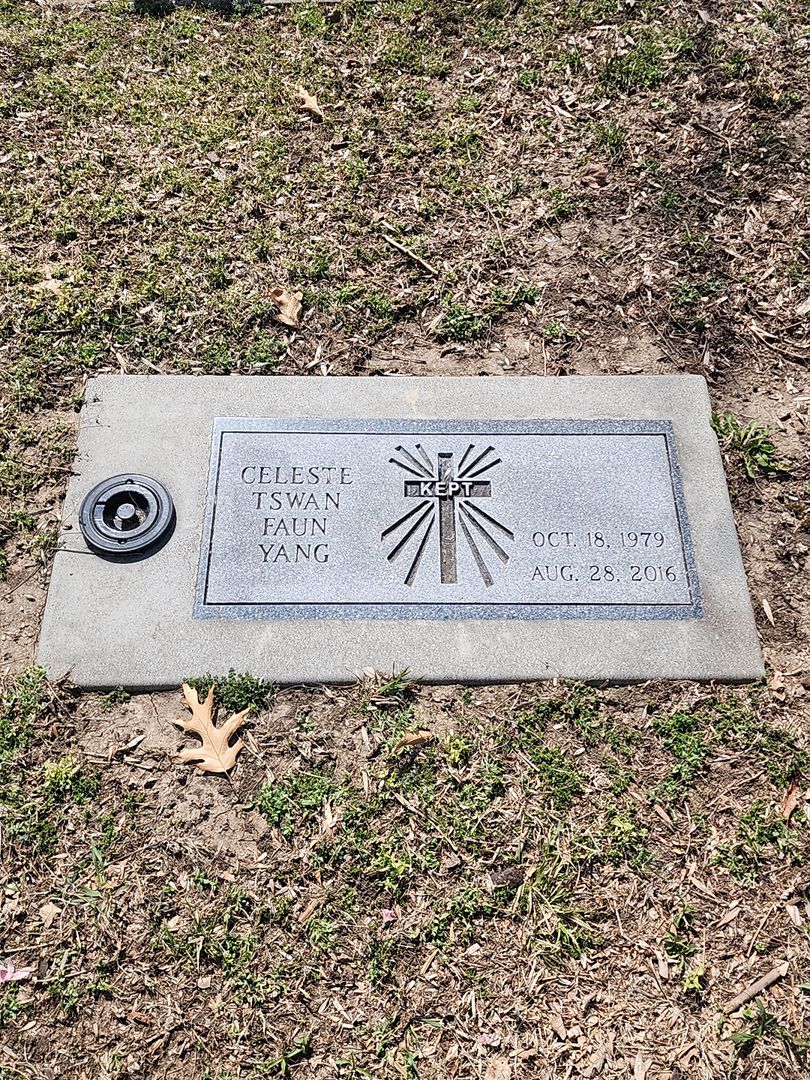 CELESTE
TSWAN
FAUN
YANG
KEPT
OCT. 18, 1979
AUG. 28, 2016